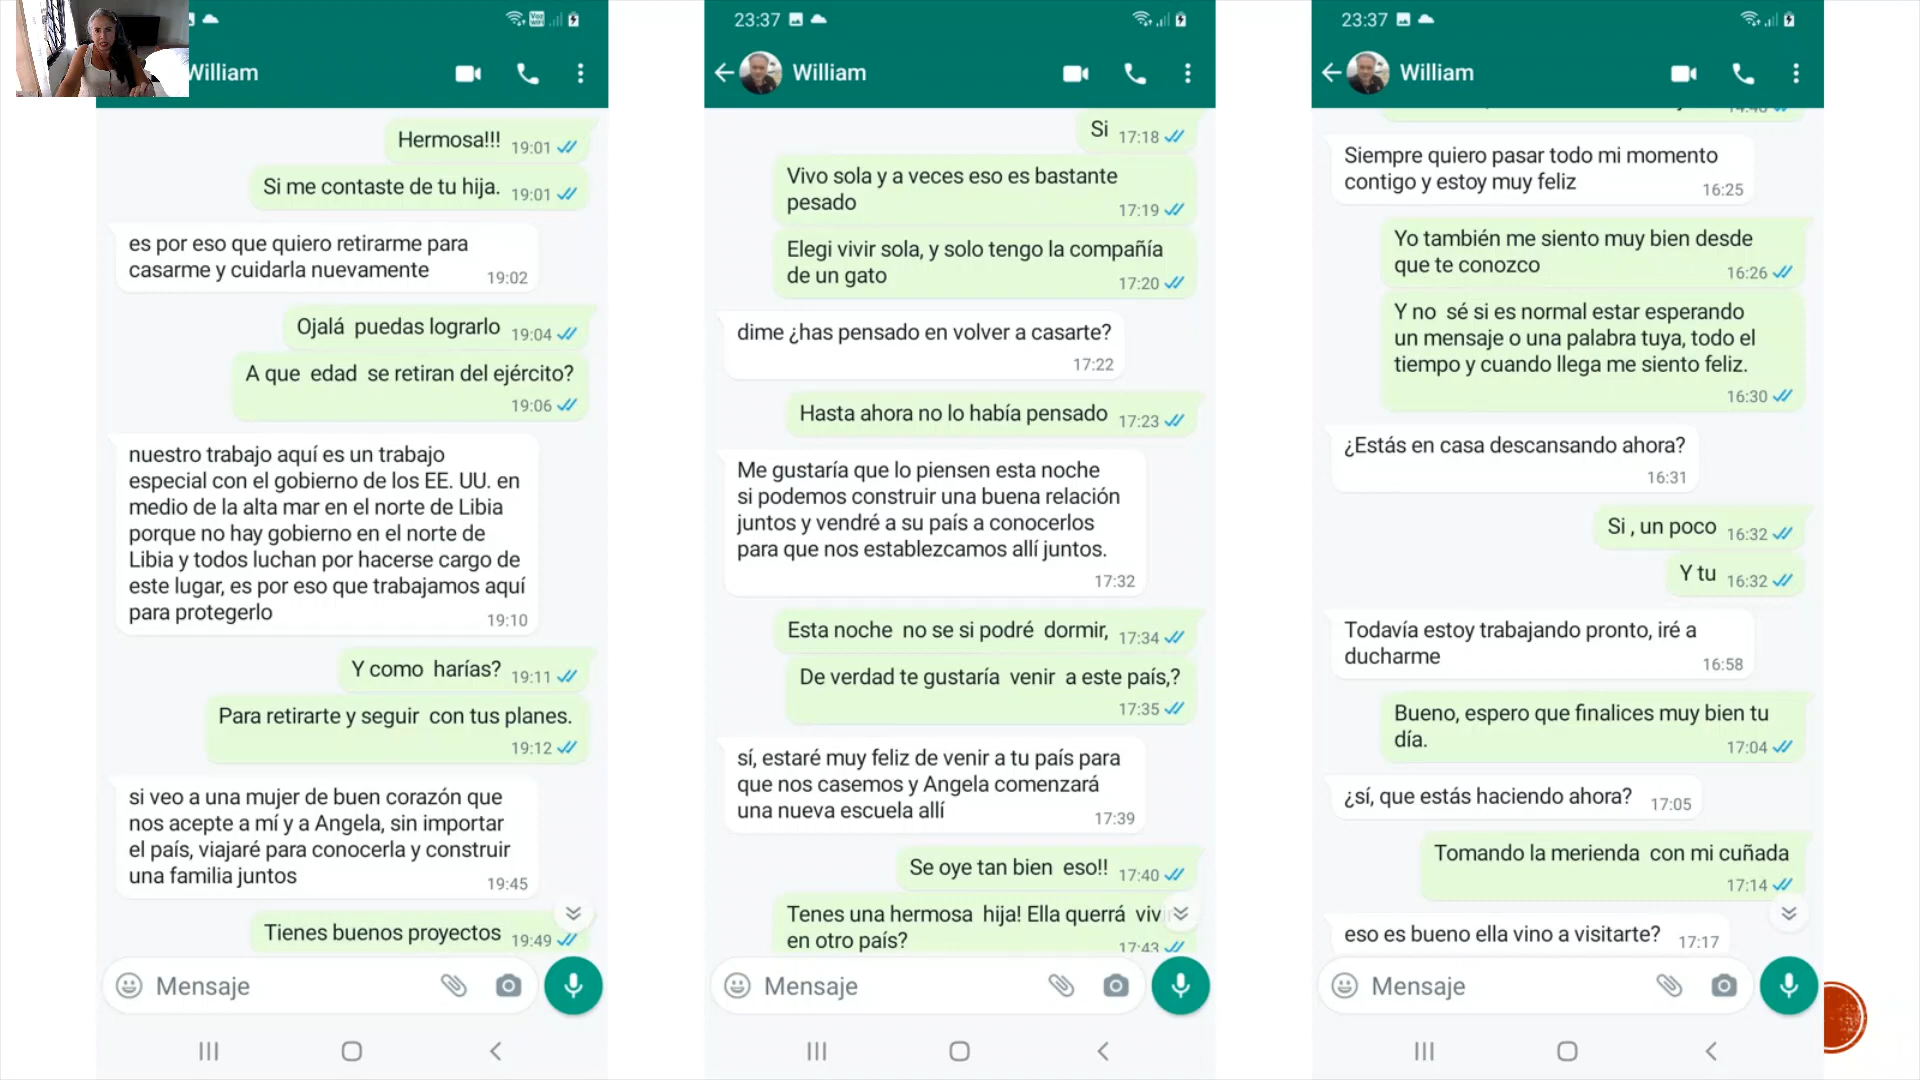 William
Hermosa!!! 19:01
Si me contaste de tu hija. 19:01
es por eso que quiero retirarme para
casarme y cuidarla nuevamente 19:02
Ojalá puedas lograrlo 19:04
A que edad se retiran del ejército?
19:06
nuestro trabajo aquí es un trabajo
especial con el gobierno de los EE. UU. en
medio de la alta mar en el norte de Libia
porque no hay gobierno en el norte de
Libia y todos luchan por hacerse cargo de
este lugar, es por eso que trabajamos aquí
para protegerlo 19:10
Y como harías? 19:11
Para retirarte y seguir con tus planes.
19:12
si veo a una mujer de buen corazón que
nos acepte a mí y a Angela, sin importar
el país, viajaré para conocerla y construir
una familia juntos 19:45
Tienes buenos proyectos 19:49
Mensaje
23:37
William
Si 17:18
Vivo sola y a veces eso es bastante
pesado 17:19
Elegi vivir sola, y solo tengo la compañía
de un gato 17:20
dime ¿has pensado en volver a casarte?
17:22
Hasta ahora no lo había pensado 17:23
Me gustaría que lo piensen esta noche
si podemos construir una buena relación
juntos y vendré a su país a conocerlos
para que nos establezcamos allí juntos.
17:32
Esta noche no se si podré dormir, 17:34
De verdad te gustaría venir a este país,?
17:35
sí, estaré muy feliz de venir a tu país para
que nos casemos y Angela comenzará
una nueva escuela allí 17:39
Se oye tan bien eso!! 17:40
Tenes una hermosa hija! Ella querrá
en otro país? 17:43
Mensaje
23:37
William
Siempre quiero pasar todo mi momento
contigo y estoy muy feliz 16:25
Yo también me siento muy bien desde
que te conozco 16:26
Y no sé si es normal estar esperando
un mensaje o una palabra tuya, todo el
tiempo y cuando llega me siento feliz.
16:30
¿Estás en casa descansando ahora?
16:31
Si , un poco 16:32
Y tu 16:32
Todavía estoy trabajando pronto, iré a
ducharme 16:58
Bueno, espero que finalices muy bien tu
día. 17:04
¿sí, que estás haciendo ahora? 17:05
Tomando la merienda con mi cuñada
17:14
eso es bueno ella vino a visitarte? 17:17
Mensaje